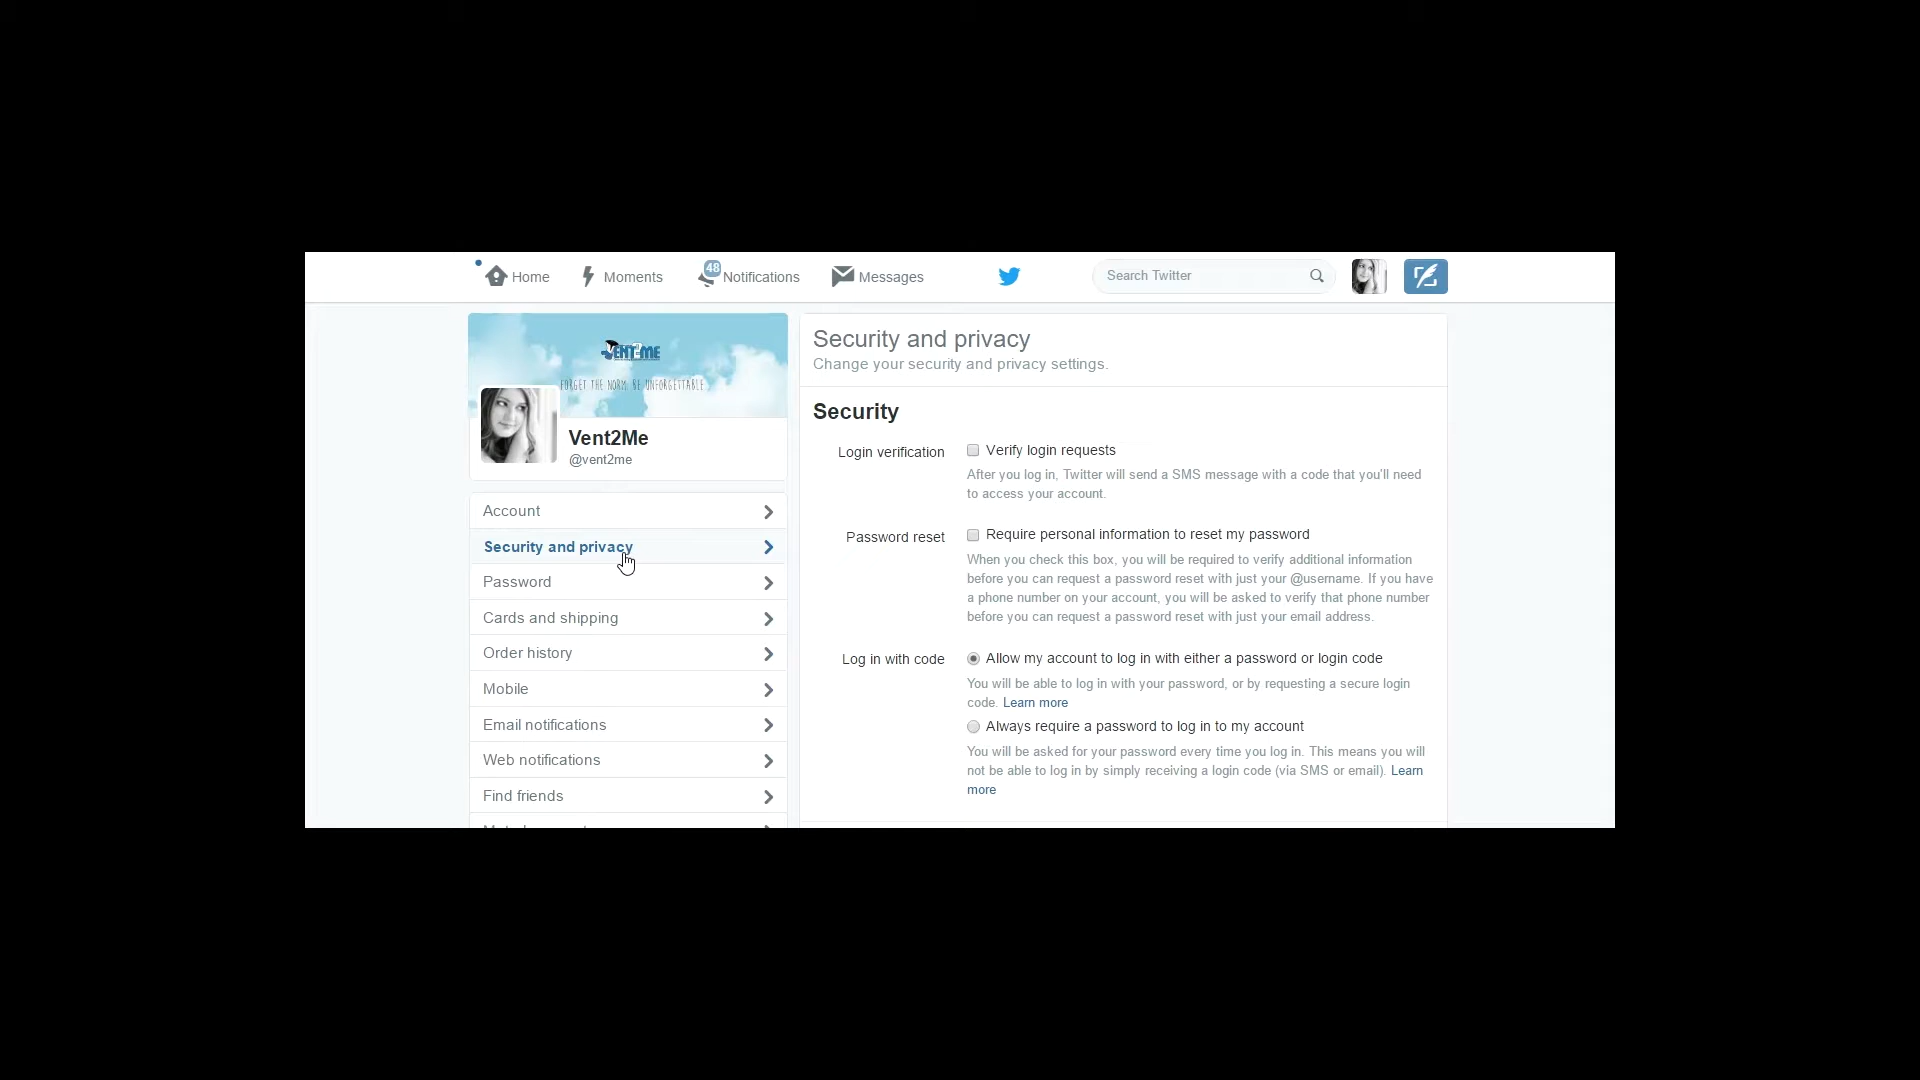 Home
Moments
48
Notifications
Messages
Search Twitter
VENT2ME
FORGET THE NORM, BE UNFORGETTABLE
Vent2Me
@vent2me
Account
Security and privacy
Password
Cards and shipping
Order history
Mobile
Email notifications
Web notifications
Find friends
Security and privacy
Change your security and privacy settings.
Security
Login verification
Verify login requests
After you log in, Twitter will send a SMS message with a code that you'll need
to access your account.
Password reset
Require personal information to reset my password
When you check this box, you will be required to verify additional information
before you can request a password reset with just your @username. If you have
a phone number on your account, you will be asked to verify that phone number
before you can request a password reset with just your email address.
Log in with code
Allow my account to log in with either a password or login code
You will be able to log in with your password, or by requesting a secure login
code. Learn more
Always require a password to log in to my account
You will be asked for your password every time you log in. This means you will
not be able to log in by simply receiving a login code (via SMS or email). Learn
more